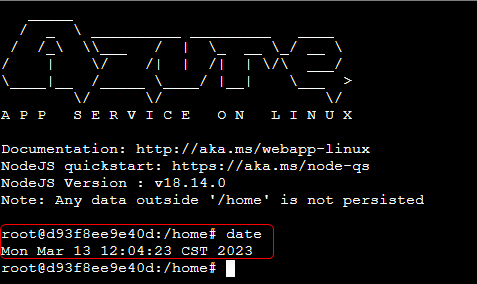 A P P   S E R V I C E   O N   L I N U X
Documentation: http://aka.ms/webapp-linux
NodeJS quickstart: https://aka.ms/node-qs
NodeJS Version : v18.14.0
Note: Any data outside '/home' is not persisted
root@d93f8ee9e40d:/home# date
Mon Mar 13 12:04:23 CST 2023
root@d93f8ee9e40d:/home#